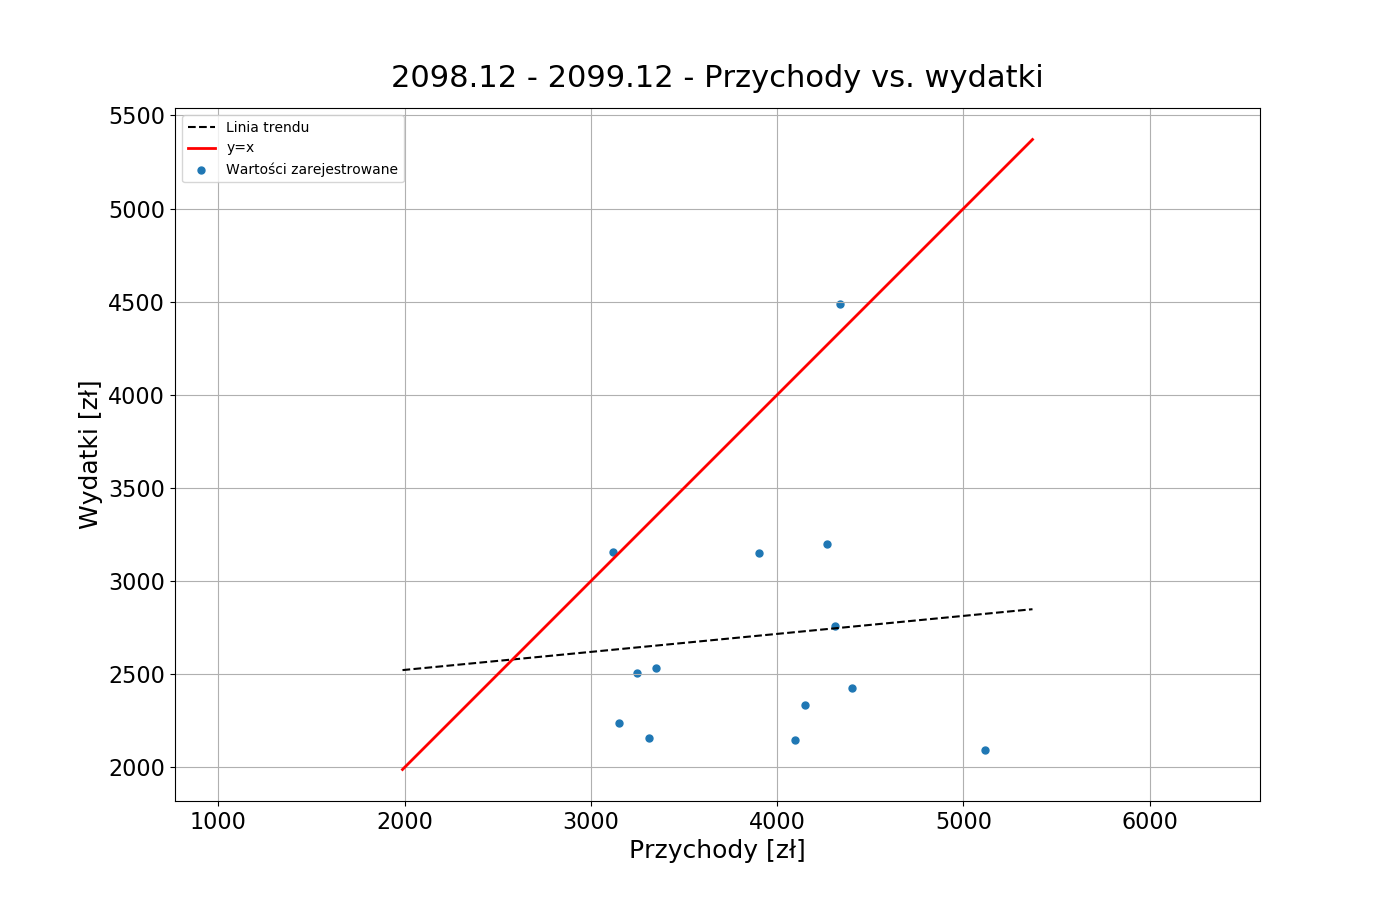 2098.12 - 2099.12 - Przychody vs. wydatki
Linia trendu
y=x
Wartości zarejestrowane
5500
5000
4500
4000
3500
3000
2500
2000
Wydatki [zł]
1000 2000 3000 4000 5000 6000
Przychody [zł]